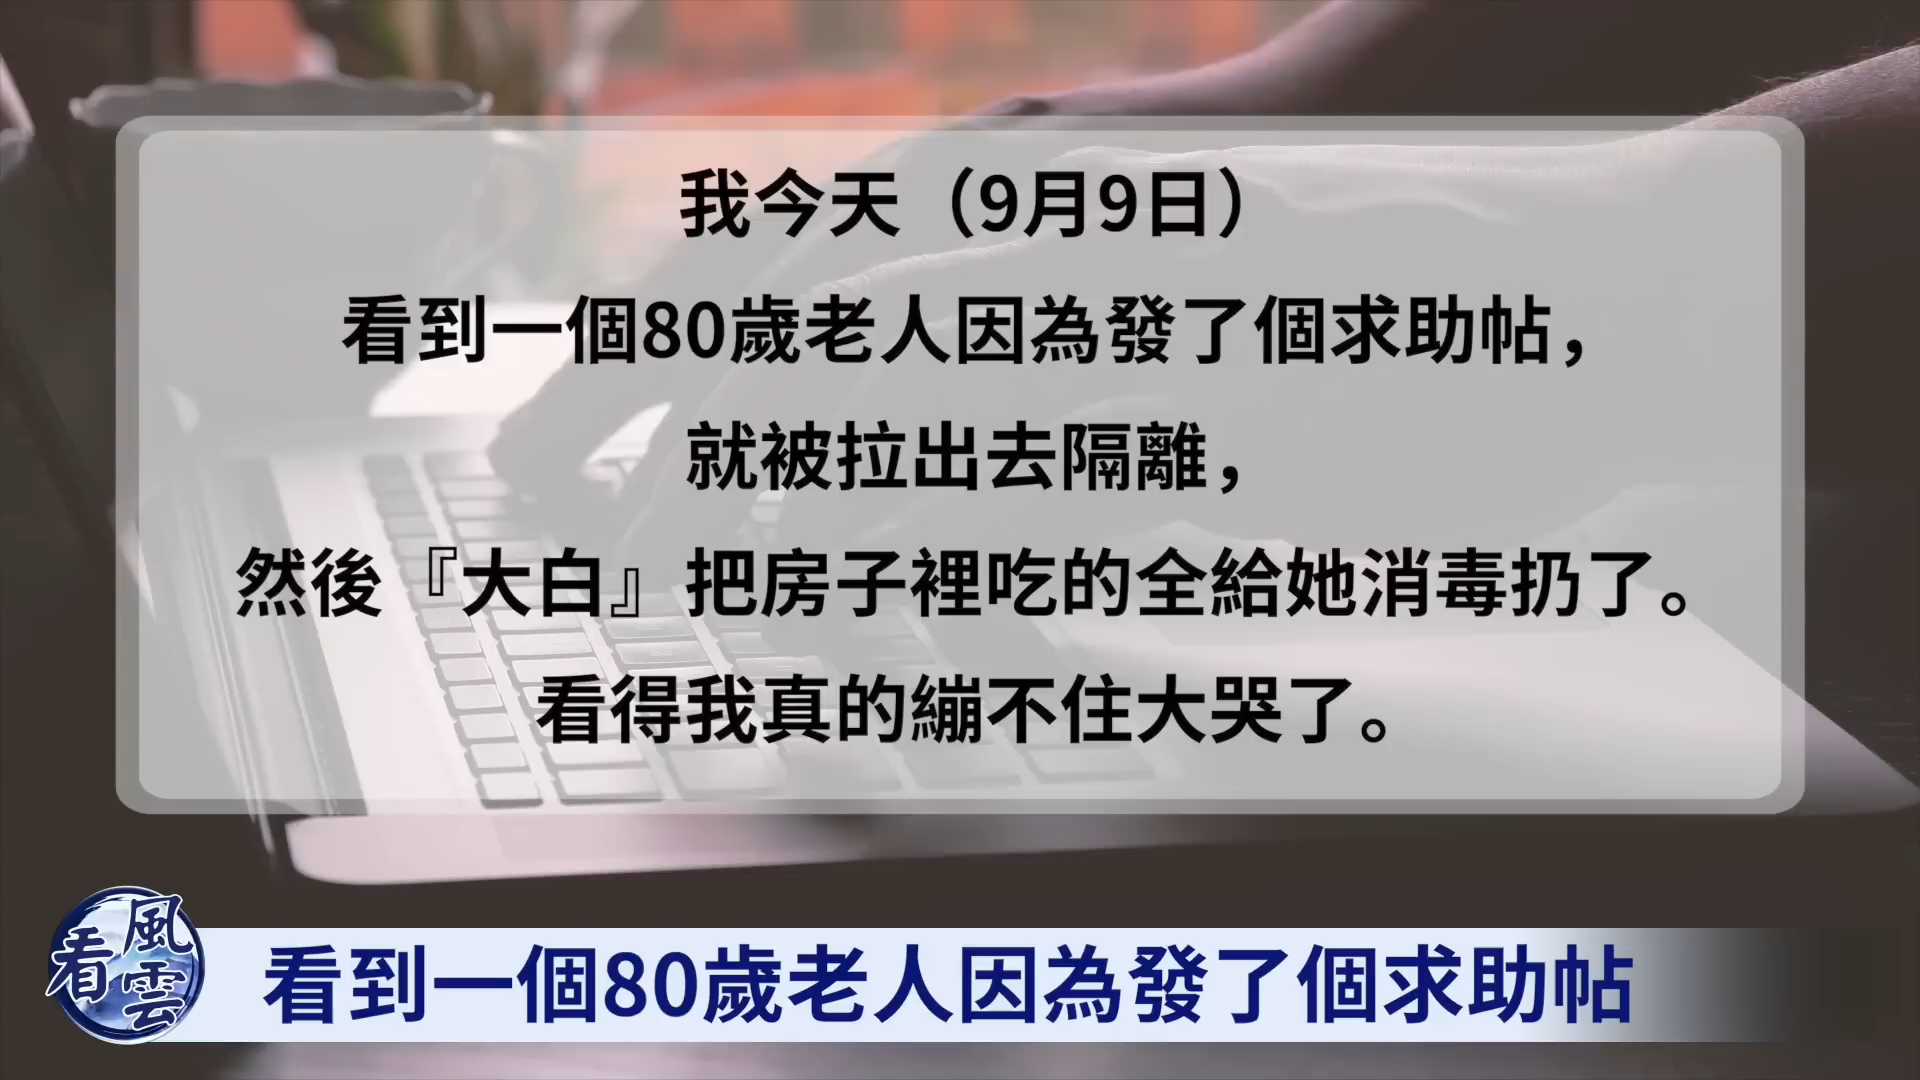 我今天（9月9日）
看到一個80歲老人因為發了個求助帖，
就被拉出去隔離，
然後『大白』把房子裡吃的全給她消毒扔了。
看得我真的繃不住大哭了。
看風雲
看到一個80歲老人因為發了個求助帖